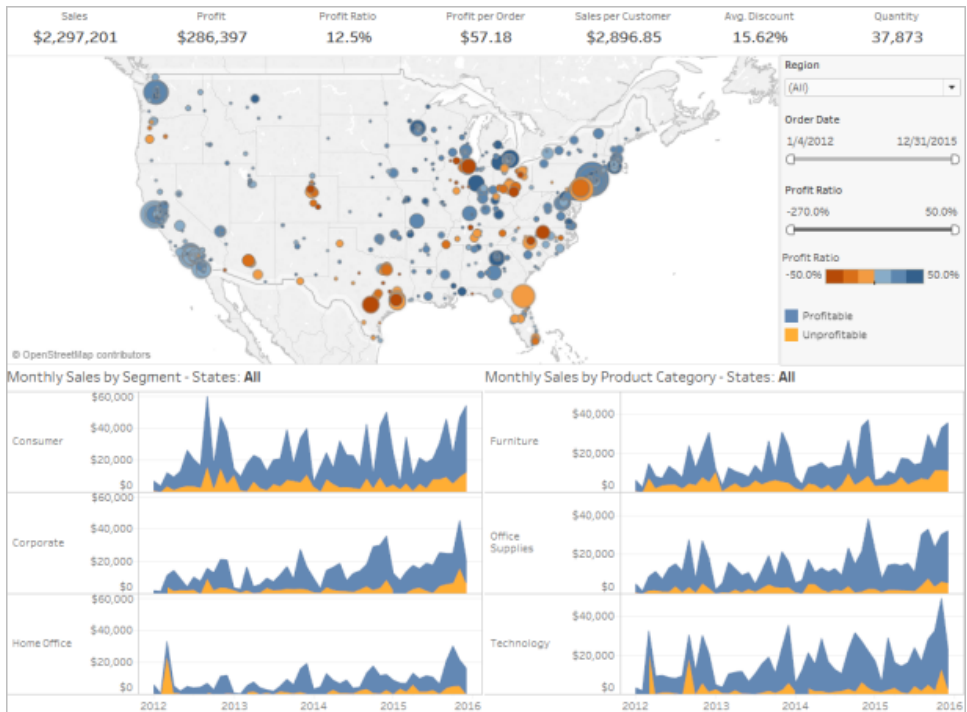 Sales Profit Profit Ratio Profit per Order Sales per Customer Avg. Discount Quantity
$2,297,201 $286,397 12.5% $57.18 $2,896.85 15.62% 37,873
Region
(All)
Order Date
1/4/2012 12/31/2015
Profit Ratio
-270.0% 50.0%
Profit Ratio
-50.0% 50.0%
Profitable
Unprofitable
© OpenStreetMap contributors
Monthly Sales by Segment - States: All
$60,000
Consumer
$40,000
$20,000
$0
$60,000
Corporate
$40,000
$20,000
$0
$60,000
Home Office
$40,000
$20,000
$0
2012 2013 2014 2015 2016
Monthly Sales by Product Category - States: All
Furniture
$40,000
$20,000
$0
Office
Supplies
$40,000
$20,000
$0
Technology
$40,000
$20,000
$0
2012 2013 2014 2015 2016